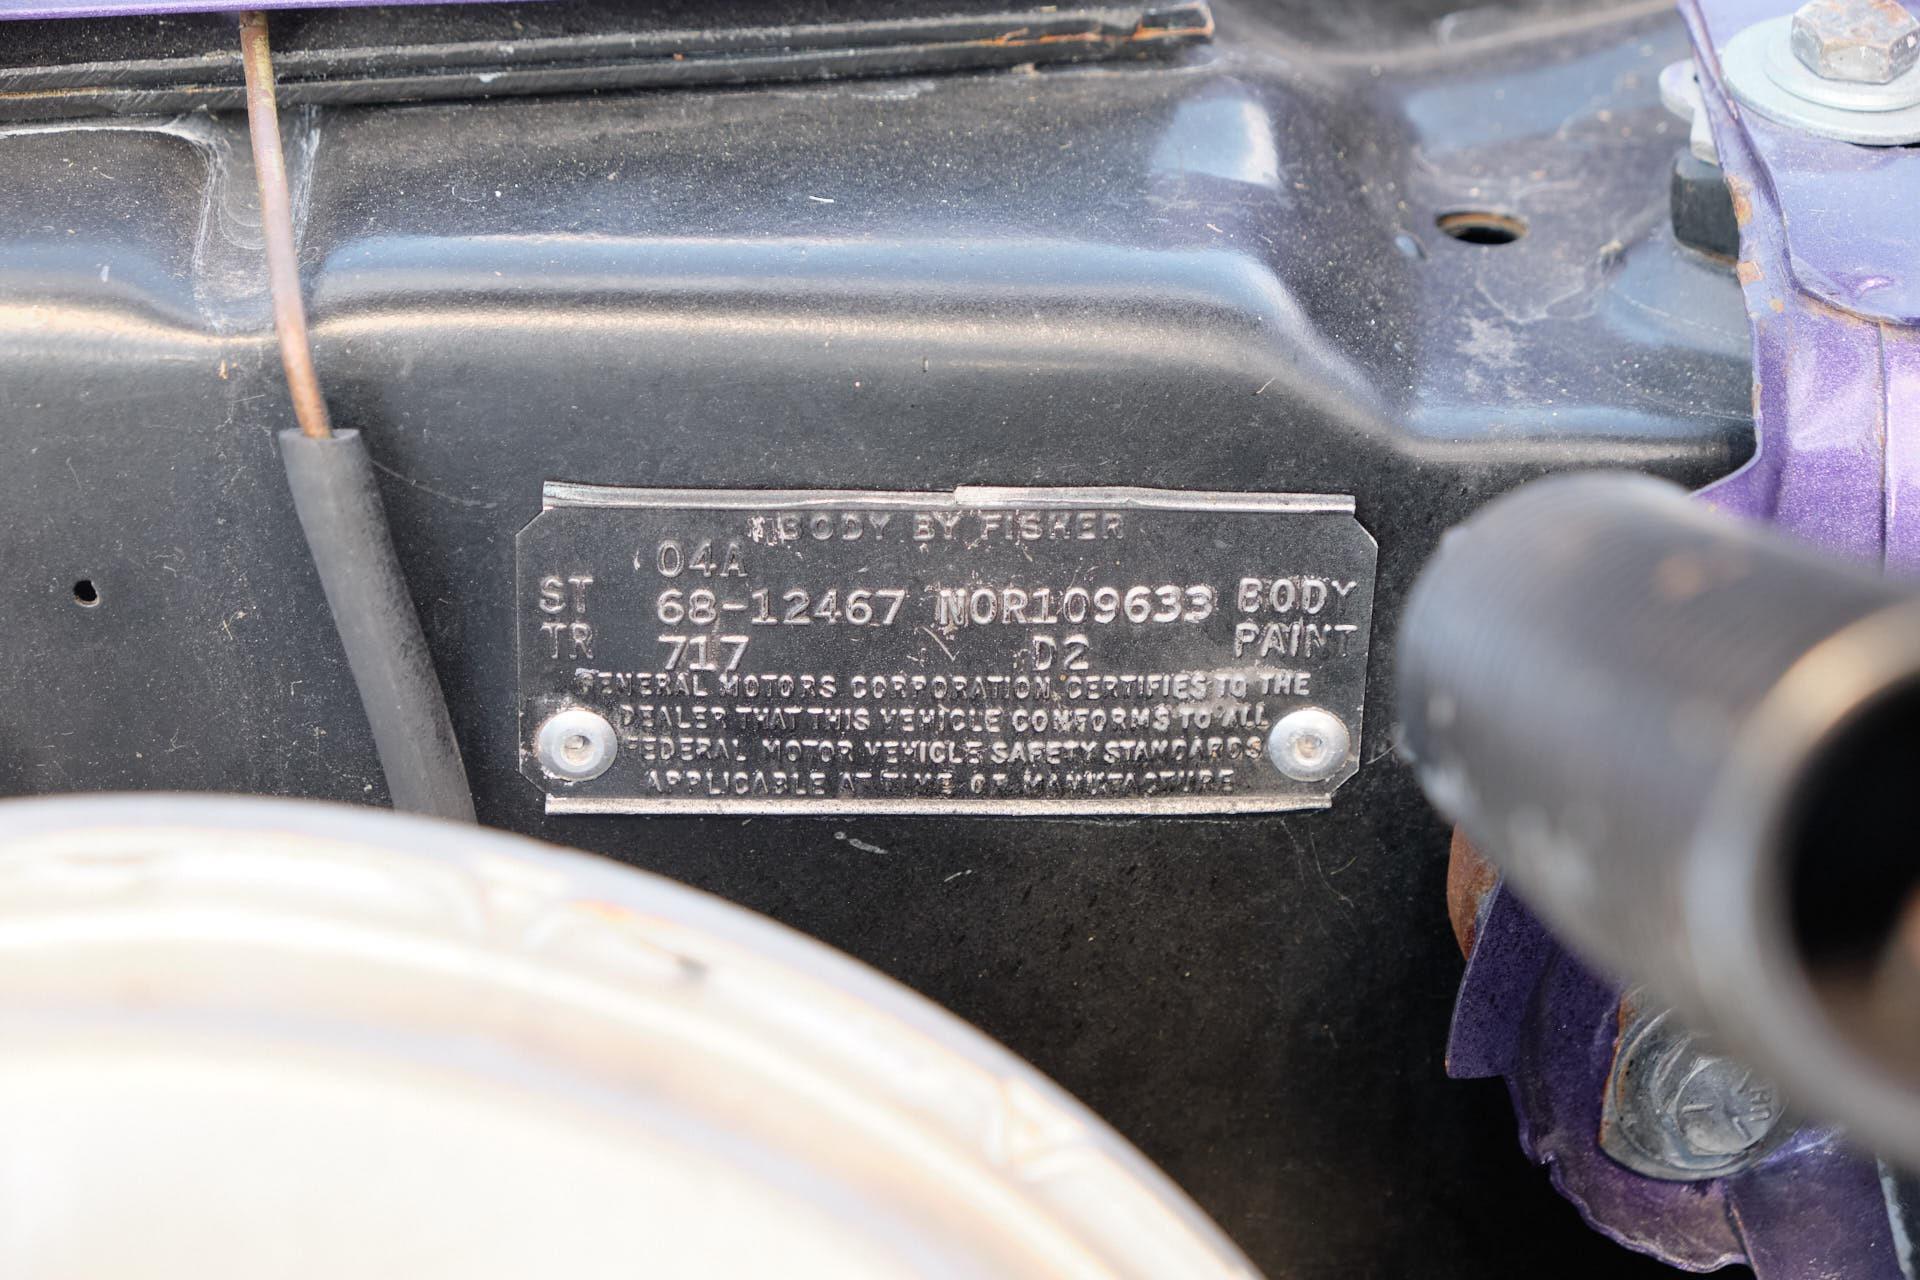 BODY BY FISHER
04A
ST 68-12467 NOR109633 BODY
TR 717 D2 PAINT
GENERAL MOTORS CORPORATION CERTIFIES TO THE
DEALER THAT THIS VEHICLE CONFORMS TO ALL
FEDERAL MOTOR VEHICLE SAFETY STANDARDS
APPLICABLE AT TIME OF MANUFACTURE